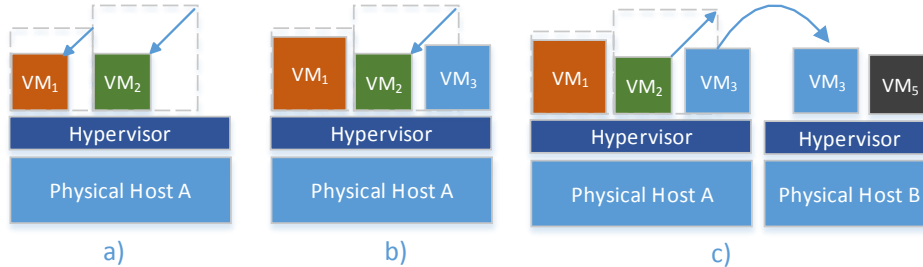 VM1
VM2
Hypervisor
Physical Host A
a)
VM1
VM2
VM3
Hypervisor
Physical Host A
b)
VM1
VM2
VM3
Hypervisor
Physical Host A
VM3
VM5
Hypervisor
Physical Host B
c)